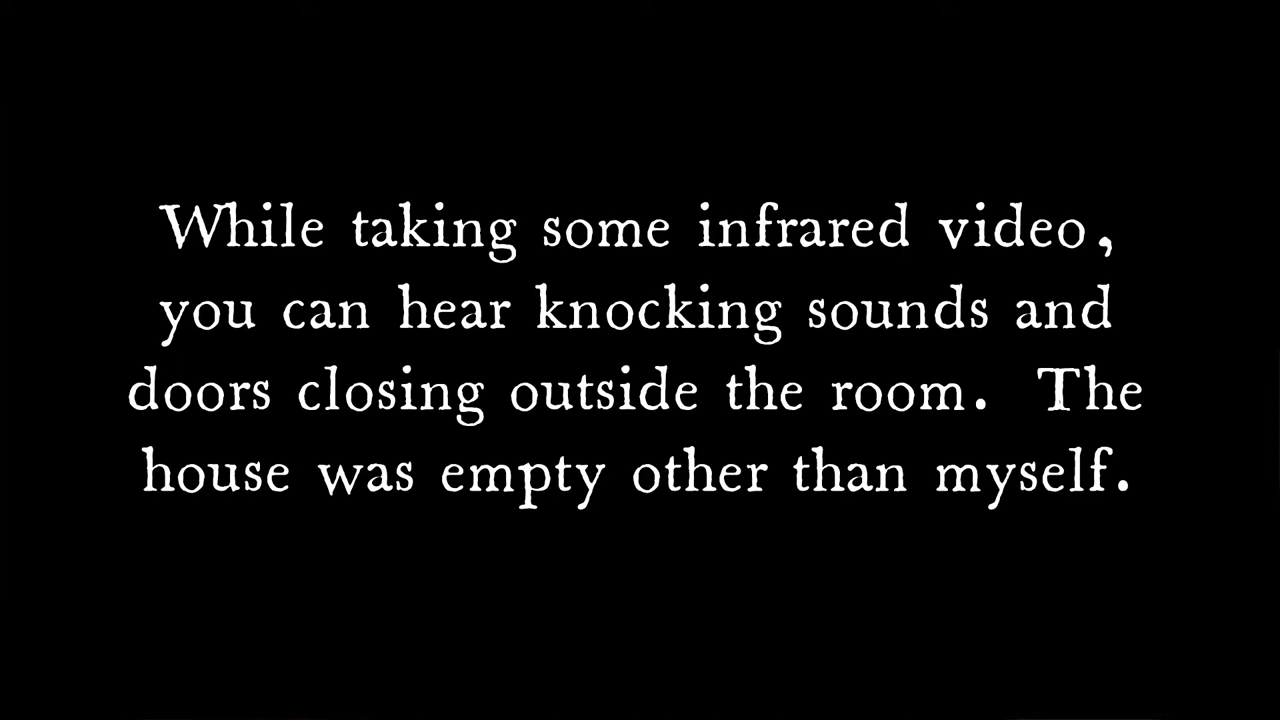 While taking some infrared video,
you can hear knocking sounds and
doors closing outside the room.  The
house was empty other than myself.